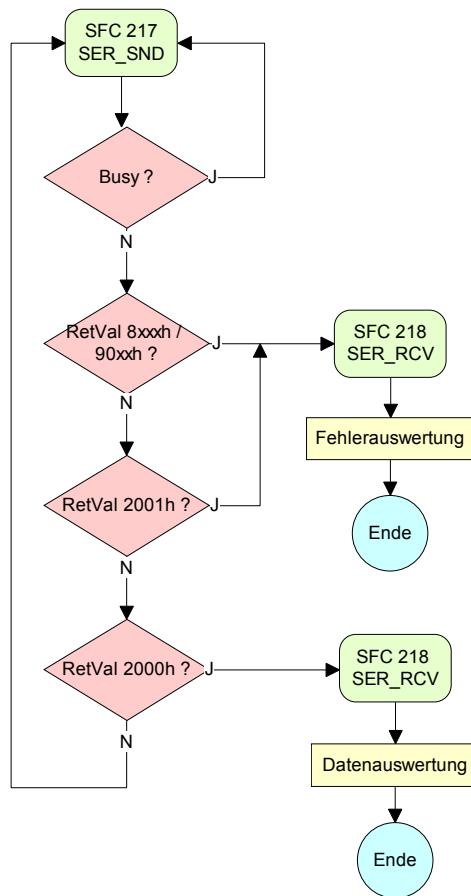 SFC 217
SER_SND
Busy ?
J
N
RetVal 8xxxh /
90xxh ?
J
SFC 218
SER_RCV
N
Fehlerauswertung
RetVal 2001h ?
J
Ende
N
RetVal 2000h ?
J
SFC 218
SER_RCV
N
Datenauswertung
Ende